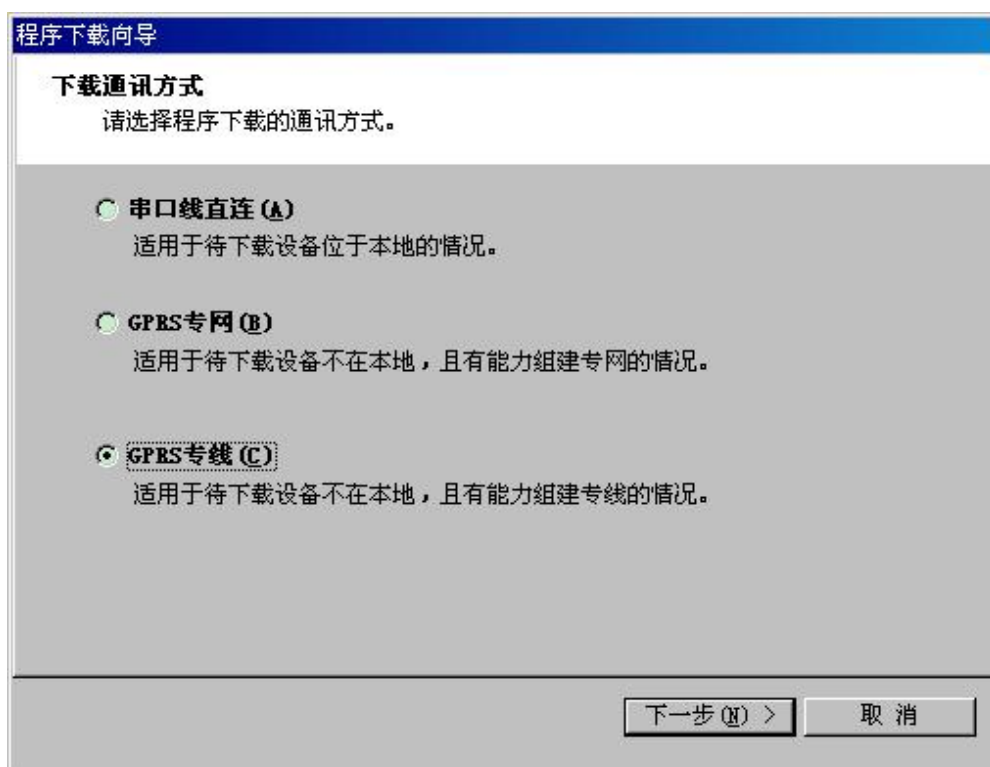 程序下载向导
下载通讯方式
请选择程序下载的通讯方式。
串口线直连(A)
适用于待下载设备位于本地的情况。
GPRS专网(B)
适用于待下载设备不在本地，且有能力组建专网的情况。
GPRS专线(C)
适用于待下载设备不在本地，且有能力组建专线的情况。
下一步(N) >
取 消